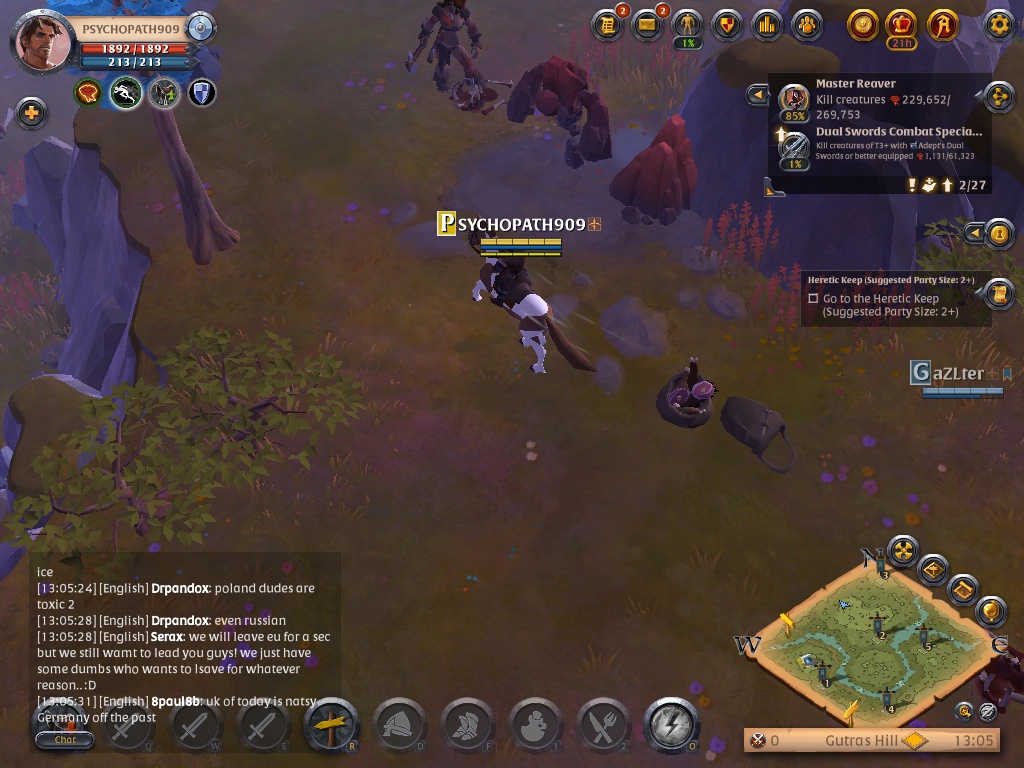 PSYCHOPATH909
1892 / 1892
213 / 213
2
2
1%
21h
Master Reaver
Kill creatures 229,652/
269,753
85%
Dual Swords Combat Specia...
Kill creatures of T3+ with Adept's Dual
Swords or better equipped 1,131/61,323
1%
2/27
PSYCHOPATH909
Heretic Keep (Suggested Party Size: 2+)
Go to the Heretic Keep
(Suggested Party Size: 2+)
GaZLter
ice
[13:05:24] [English] Drpandox: poland dudes are
toxic 2
[13:05:28] [English] Drpandox: even russian
[13:05:28] [English] Serax: we will leave eu for a sec
but we still wamt to lead you guys! we just have
some dumbs who wants to lsave for whatever
reason..:D
[13:05:31] [English] 8paul8b: uk of today is natsy
Germany off the past
Chat
Q
W
E
R
D
F
1
2
O
N
W
E
3
2
5
1
4
0
Gutras Hill
13:05